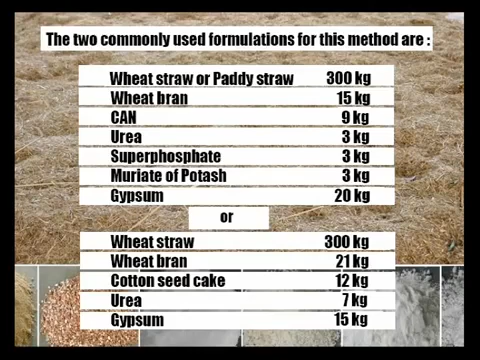 The two commonly used formulations for this method are :
Wheat straw or Paddy straw 300 kg
Wheat bran 15 kg
CAN 9 kg
Urea 3 kg
Superphosphate 3 kg
Muriate of Potash 3 kg
Gypsum 20 kg
or
Wheat straw 300 kg
Wheat bran 21 kg
Cotton seed cake 12 kg
Urea 7 kg
Gypsum 15 kg